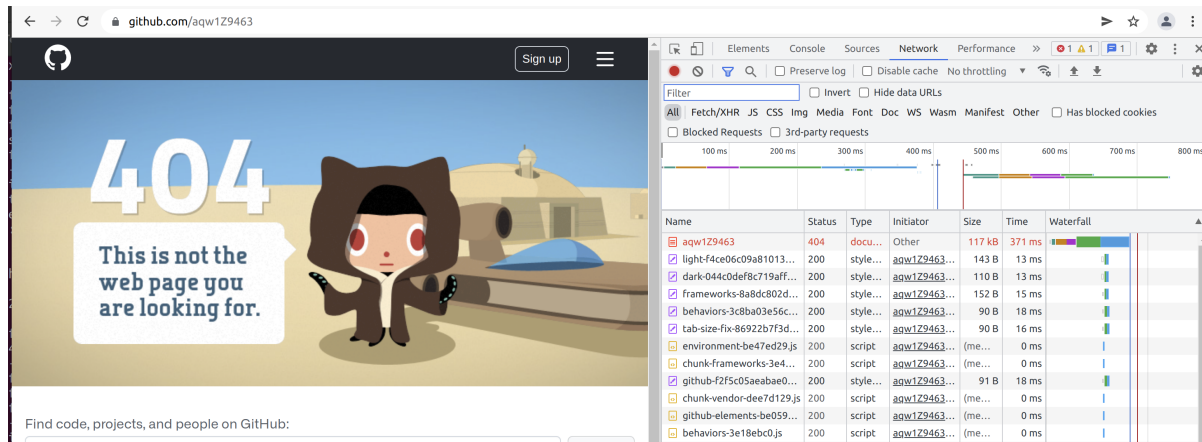 github.com/aqw1Z9463
Sign up
404
This is not the
web page you
are looking for.
Find code, projects, and people on GitHub:
Elements Console Sources Network Performance » 1 1 1
Preserve log Disable cache No throttling
Filter Invert Hide data URLs
All Fetch/XHR JS CSS Img Media Font Doc WS Wasm Manifest Other Has blocked cookies
Blocked Requests 3rd-party requests
100 ms 200 ms 300 ms 400 ms 500 ms 600 ms 700 ms 800 ms
Name Status Type Initiator Size Time Waterfall
aqw1Z9463 404 docu... Other 117 kB 371 ms
light-f4ce06c09a81013... 200 style... aqw1Z9463... 143 B 13 ms
dark-044c0def8c719aff... 200 style... aqw1Z9463... 110 B 13 ms
frameworks-8a8dc802d... 200 style... aqw1Z9463... 152 B 15 ms
behaviors-3c8ba03e56c... 200 style... aqw1Z9463... 90 B 18 ms
tab-size-fix-86922b7f3d... 200 style... aqw1Z9463... 90 B 16 ms
environment-be47ed29.js 200 script aqw1Z9463... (me... 0 ms
chunk-frameworks-3e4... 200 script aqw1Z9463... (me... 0 ms
github-f2f5c05aeabae0... 200 style... aqw1Z9463... 91 B 18 ms
chunk-vendor-dee7d129.js 200 script aqw1Z9463... (me... 0 ms
github-elements-be059... 200 script aqw1Z9463... (me... 0 ms
behaviors-3e18ebc0.js 200 script aqw1Z9463... (me... 0 ms